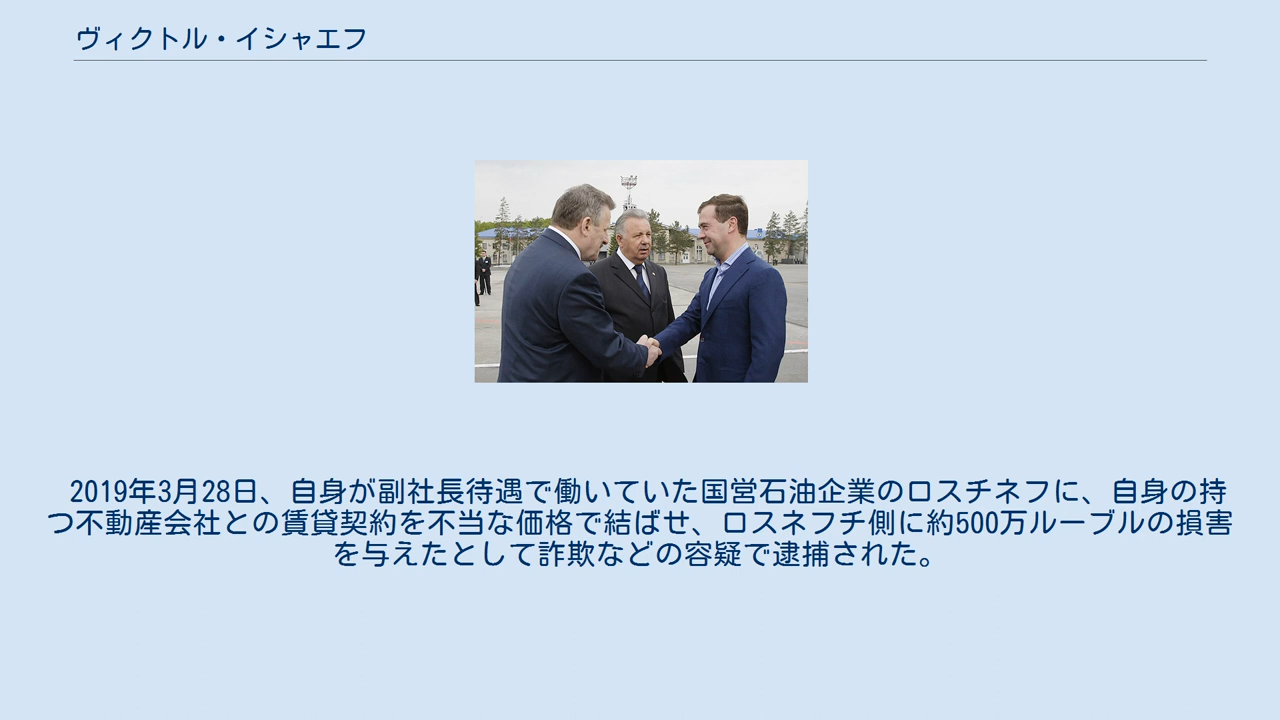 ヴィクトル・イシャエフ
2019年3月28日、自身が副社長待遇で働いていた国営石油企業のロスチネフに、自身の持
つ不動産会社との賃貸契約を不当な価格で結ばせ、ロスネフチ側に約500万ルーブルの損害
を与えたとして詐欺などの容疑で逮捕された。